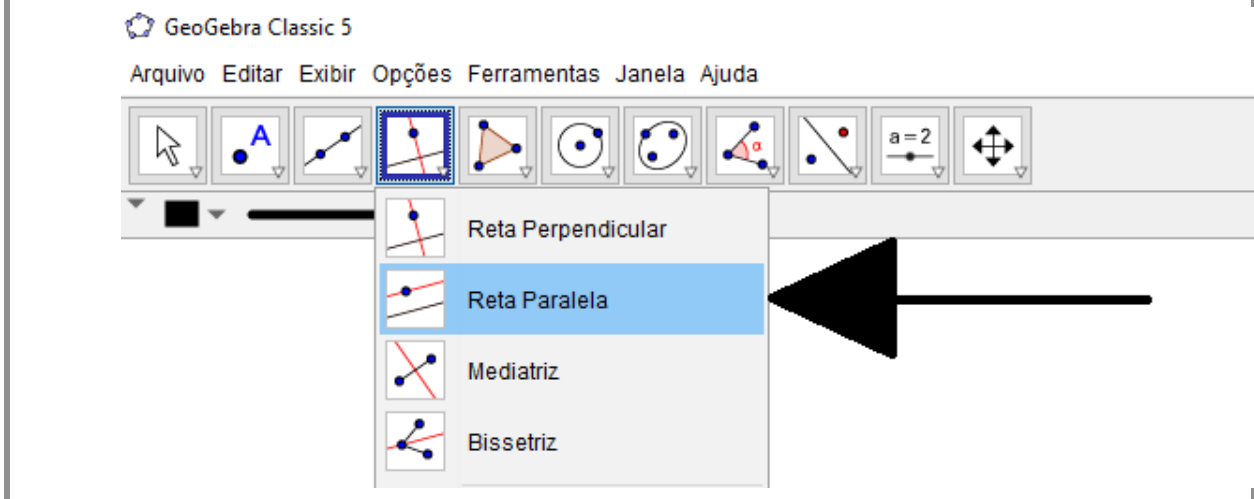 GeoGebra Classic 5
Arquivo Editar Exibir Opções Ferramentas Janela Ajuda
A
α
a = 2
Reta Perpendicular
Reta Paralela
Mediatriz
Bissetriz